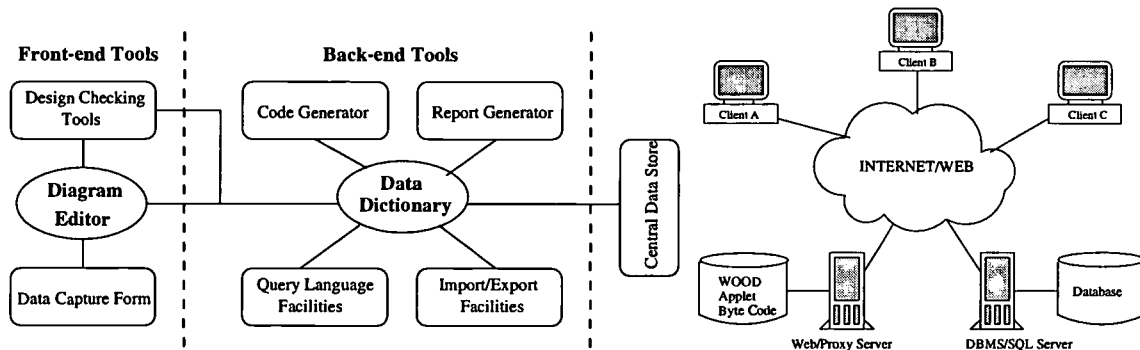 Front-end Tools
Back-end Tools
Design Checking
Tools
Diagram
Editor
Data Capture Form
Code Generator
Report Generator
Data
Dictionary
Query Language
Facilities
Import/Export
Facilities
Central Data Store
Client B
Client A
Client C
INTERNET/WEB
WOOD
Applet
Byte Code
Database
Web/Proxy Server
DBMS/SQL Server